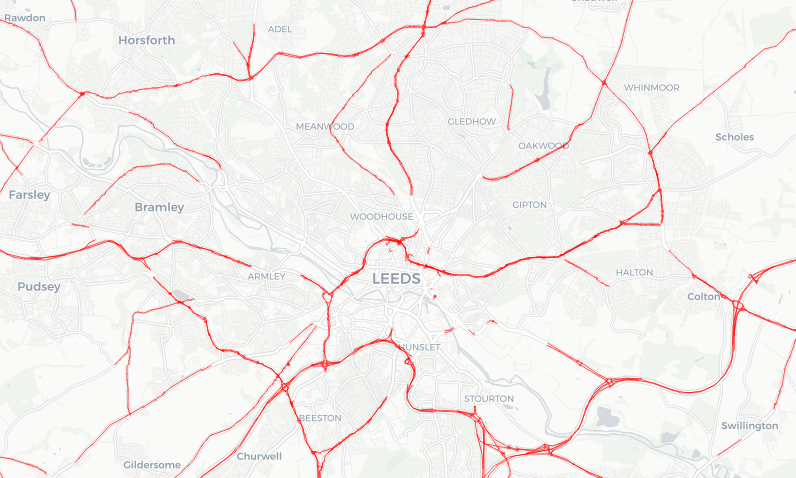 Rawdon
ADEL
Horsforth
WHINMOOR
MEANWOOD
GLEDHOW
Scholes
OAKWOOD
Farsley
Bramley
GIPTON
WOODHOUSE
ARMLEY
LEEDS
HALTON
Pudsey
Colton
HUNSLET
STOURTON
BEESTON
Swillington
Churwell
Gildersome